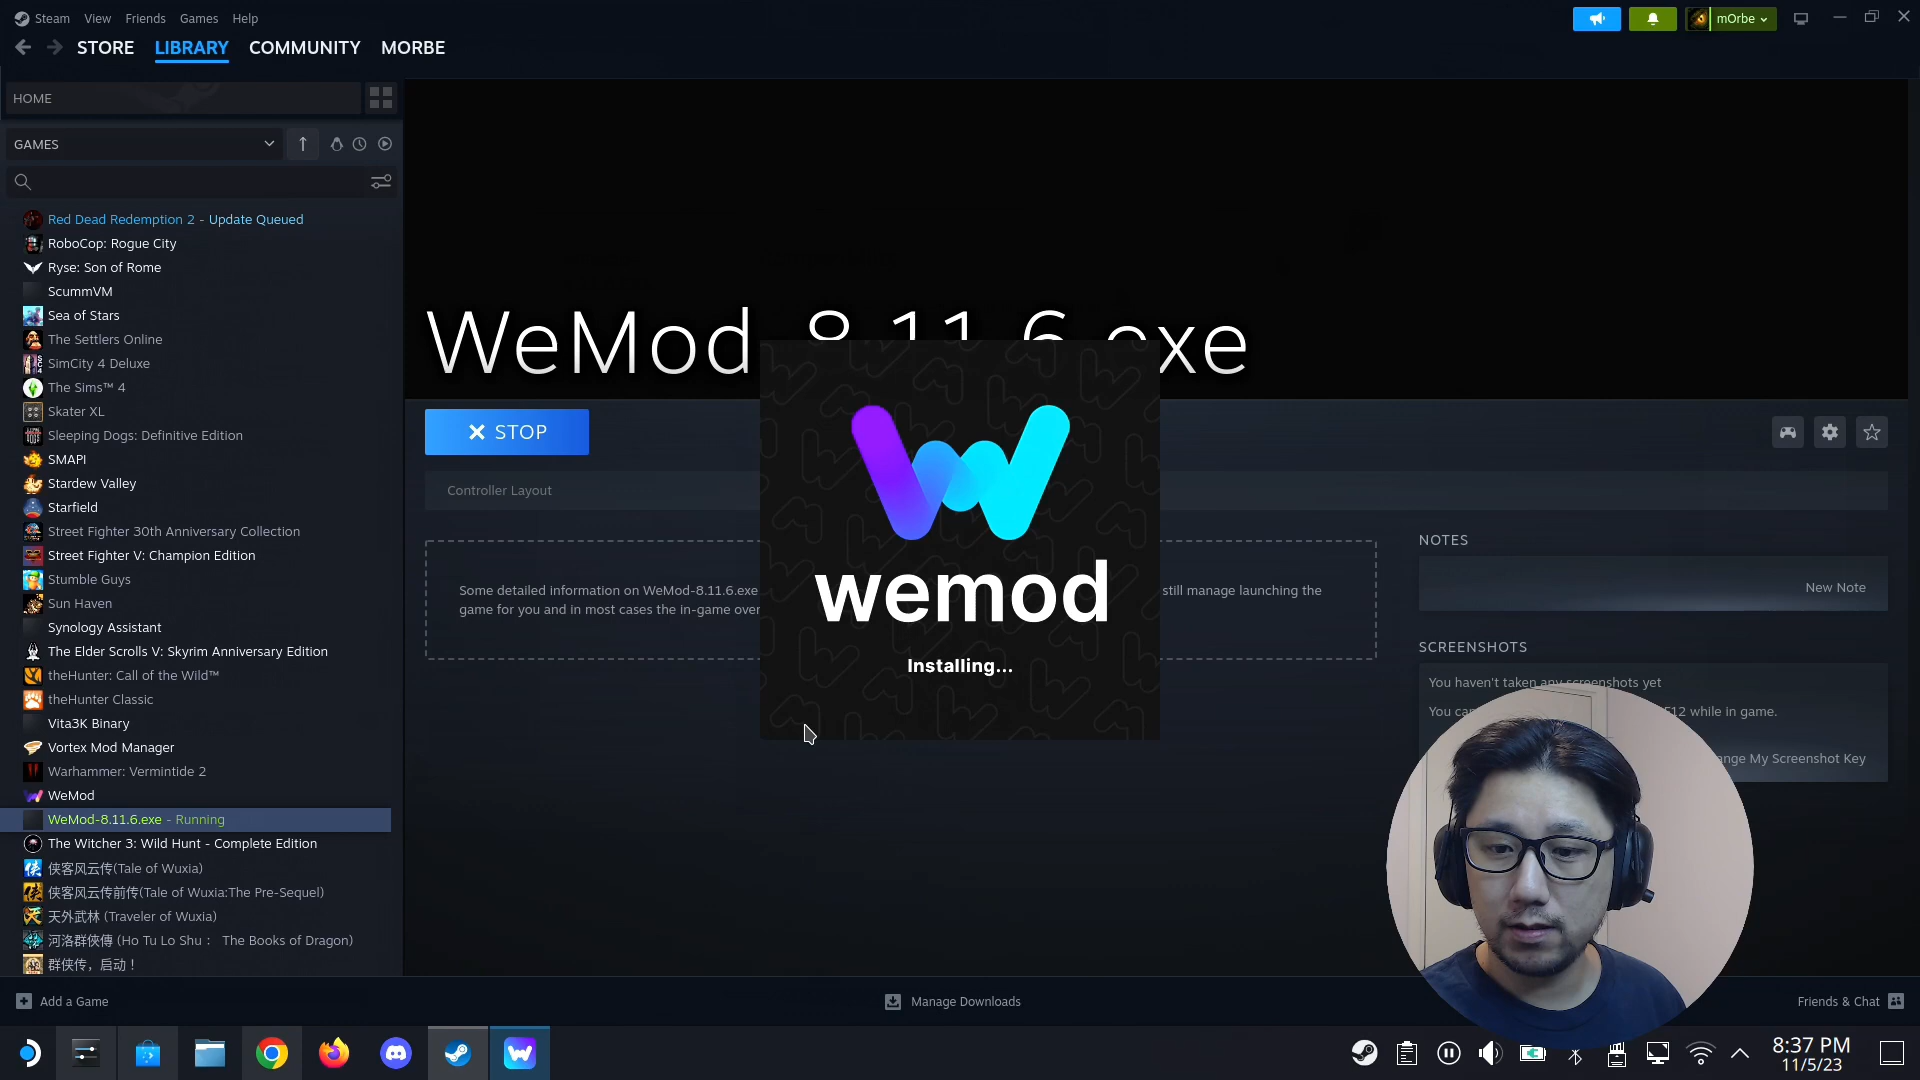 Steam View Friends Games Help
mOrbe
STORE LIBRARY COMMUNITY MORBE
HOME
GAMES
Red Dead Redemption 2 - Update Queued
RoboCop: Rogue City
Ryse: Son of Rome
ScummVM
Sea of Stars
The Settlers Online
SimCity 4 Deluxe
The Sims™ 4
Skater XL
Sleeping Dogs: Definitive Edition
SMAPI
Stardew Valley
Starfield
Street Fighter 30th Anniversary Collection
Street Fighter V: Champion Edition
Stumble Guys
Sun Haven
Synology Assistant
The Elder Scrolls V: Skyrim Anniversary Edition
theHunter: Call of the Wild™
theHunter Classic
Vita3K Binary
Vortex Mod Manager
Warhammer: Vermintide 2
WeMod
WeMod-8.11.6.exe - Running
The Witcher 3: Wild Hunt - Complete Edition
侠客风云传(Tale of Wuxia)
侠客风云传前传(Tale of Wuxia:The Pre-Sequel)
天外武林 (Traveler of Wuxia)
河洛群俠傳 (Ho Tu Lo Shu： The Books of Dragon)
群侠传，启动！
WeMod-8.11.6.exe
STOP
Controller Layout
Some detailed information on WeMod-8.11.6.exe still manage launching the
game for you and in most cases the in-game over
wemod
Installing...
NOTES
New Note
SCREENSHOTS
You haven't taken any screenshots yet
You F12 while in game.
My Screenshot Key
Add a Game
Manage Downloads
Friends & Chat
8:37 PM
11/5/23